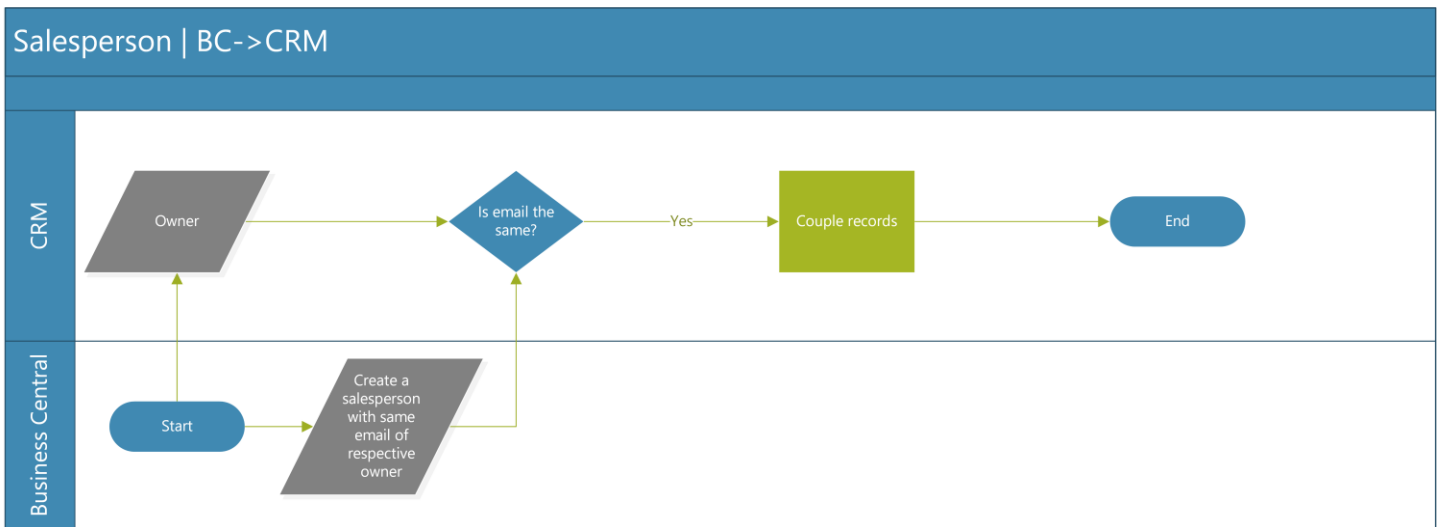 Salesperson | BC->CRM
CRM
Owner
Is email the
same?
Yes
Couple records
End
Business Central
Start
Create a
salesperson
with same
email of
respective
owner